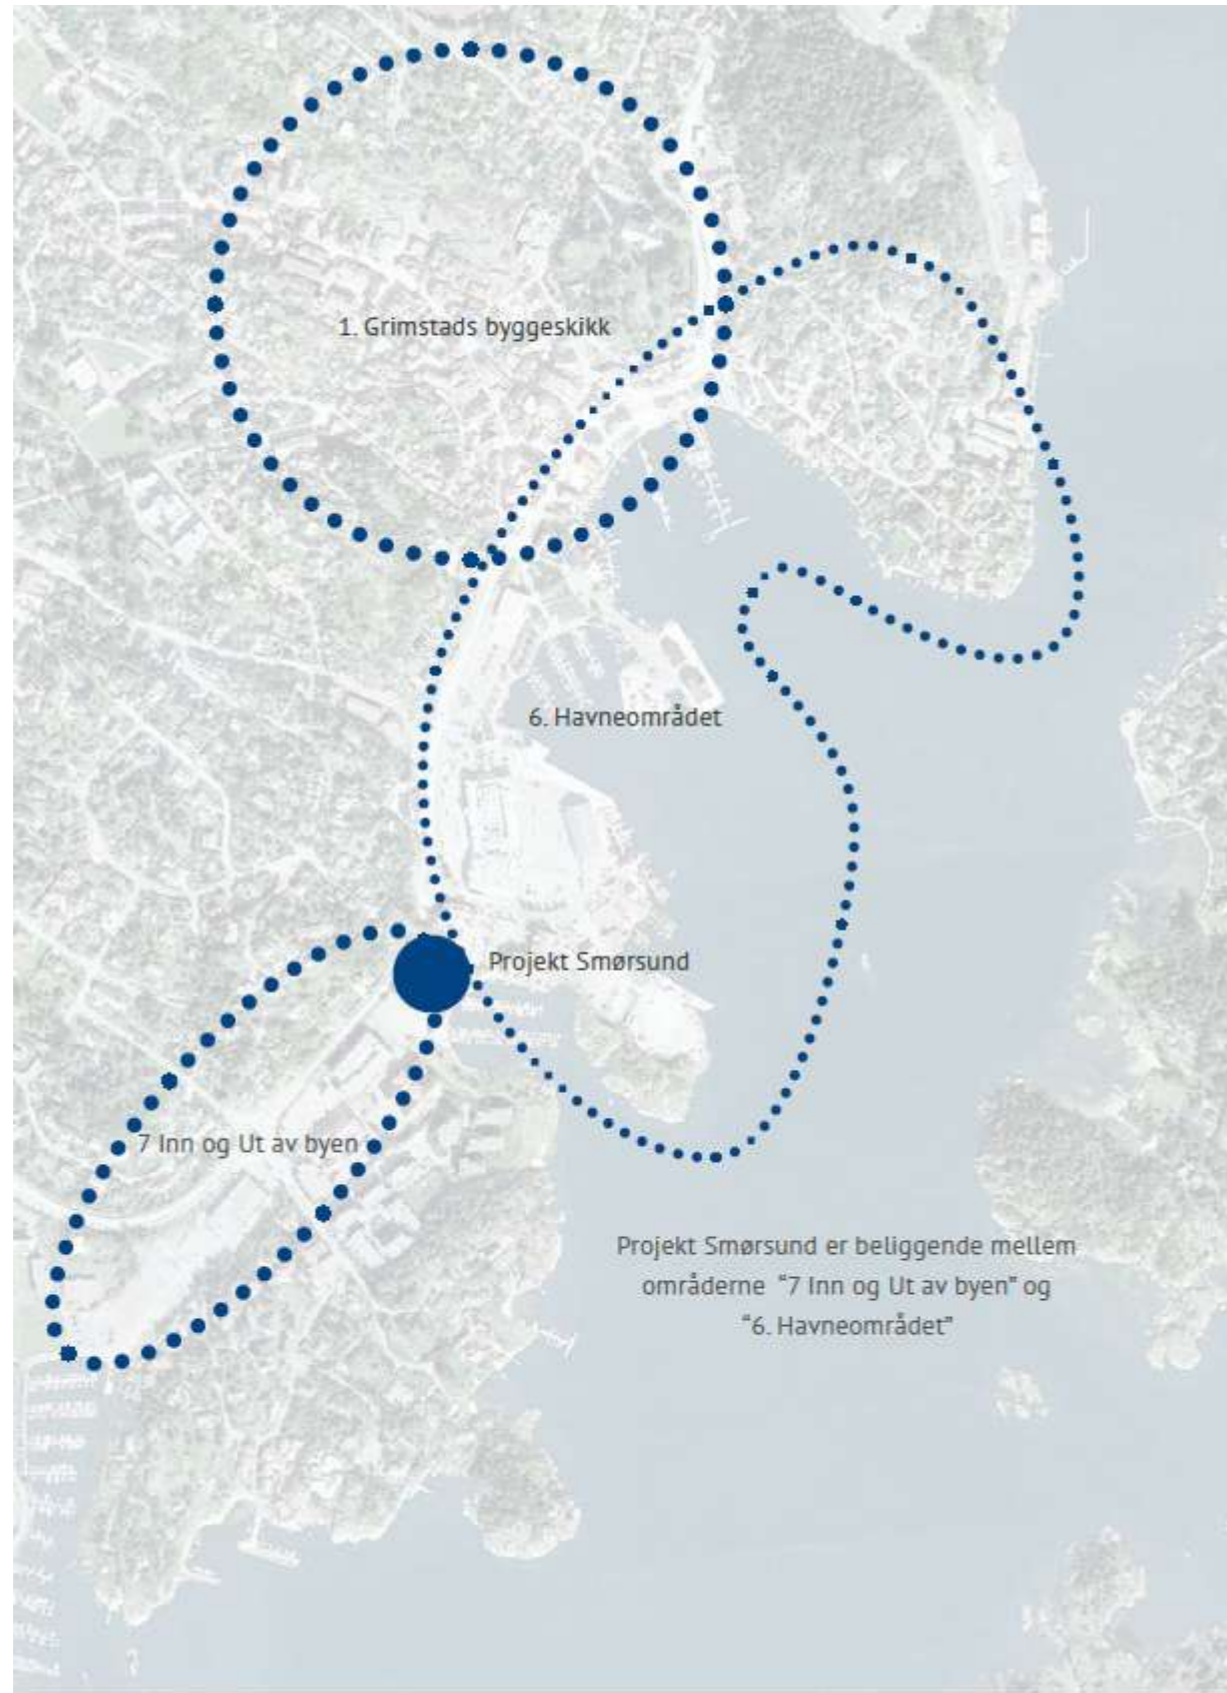 1. Grimstads byggeskikk
6. Havneområdet
Projekt Smørsund
7 Inn og Ut av byen
Projekt Smørsund er beliggende mellem
områderne "7 Inn og Ut av byen" og
"6. Havneområdet"